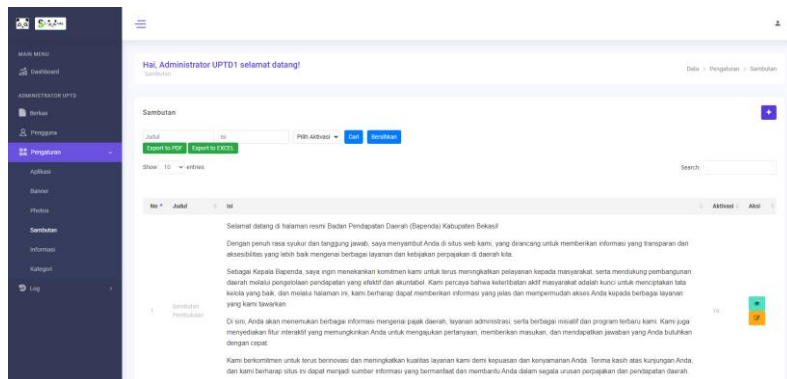 MAIN MENU
Dashboard
ADMINISTRATOR UPTD
Berkas
Pengguna
Pengaturan
Aplikasi
Banner
Photos
Sambutan
Informasi
Kategori
Log
Hai, Administrator UPTD1 selamat datang!
Sambutan
Data > Pengaturan > Sambutan
Sambutan
Judul Isi Pilih Aktivasi Cari Bersihkan
Export to PDF Export to EXCEL
Show 10 entries Search:
No Judul Isi Aktivasi Aksi
Selamat datang di halaman resmi Badan Pendapatan Daerah (Bapenda) Kabupaten Bekasi!
Dengan penuh rasa syukur dan tanggung jawab, saya menyambut Anda di situs web kami, yang dirancang untuk memberikan informasi yang transparan dan
aksesibilitas yang lebih baik mengenai berbagai layanan dan kebijakan perpajakan di daerah kita.
Sebagai Kepala Bapenda, saya ingin menekankan komitmen kami untuk terus meningkatkan pelayanan kepada masyarakat, serta mendukung pembangunan
daerah melalui pengelolaan pendapatan yang efektif dan akuntabel. Kami percaya bahwa keterlibatan aktif masyarakat adalah kunci untuk menciptakan tata
kelola yang baik, dan melalui halaman ini, kami berharap dapat memberikan informasi yang jelas dan mempermudah akses Anda kepada berbagai layanan
yang kami tawarkan.
1 Sambutan Pembukaan Ya
Di sini, Anda akan menemukan berbagai informasi mengenai pajak daerah, layanan administrasi, serta berbagai inisiatif dan program terbaru kami. Kami juga
menyediakan fitur interaktif yang memungkinkan Anda untuk mengajukan pertanyaan, memberikan masukan, dan mendapatkan jawaban yang Anda butuhkan
dengan cepat.
Kami berkomitmen untuk terus berinovasi dan meningkatkan kualitas layanan kami demi kepuasan dan kenyamanan Anda. Terima kasih atas kunjungan Anda,
dan kami berharap situs ini dapat menjadi sumber informasi yang bermanfaat dan membantu Anda dalam segala urusan perpajakan dan pendapatan daerah.